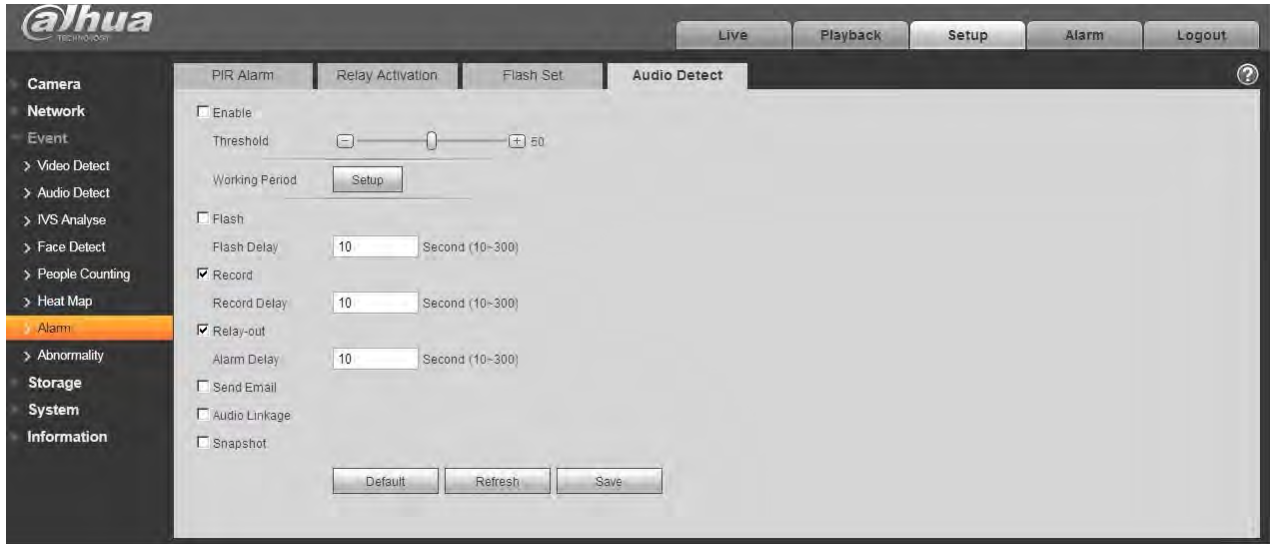 alhua
TECHNOLOGY
Live Playback Setup Alarm Logout
PIR Alarm Relay Activation Flash Set Audio Detect
?
Camera
Network
Event
> Video Detect
> Audio Detect
> IVS Analyse
> Face Detect
> People Counting
> Heat Map
> Alarm
> Abnormality
Storage
System
Information
Enable
Threshold 50
Working Period Setup
Flash
Flash Delay 10 Second (10~300)
Record
Record Delay 10 Second (10~300)
Relay-out
Alarm Delay 10 Second (10~300)
Send Email
Audio Linkage
Snapshot
Default Refresh Save